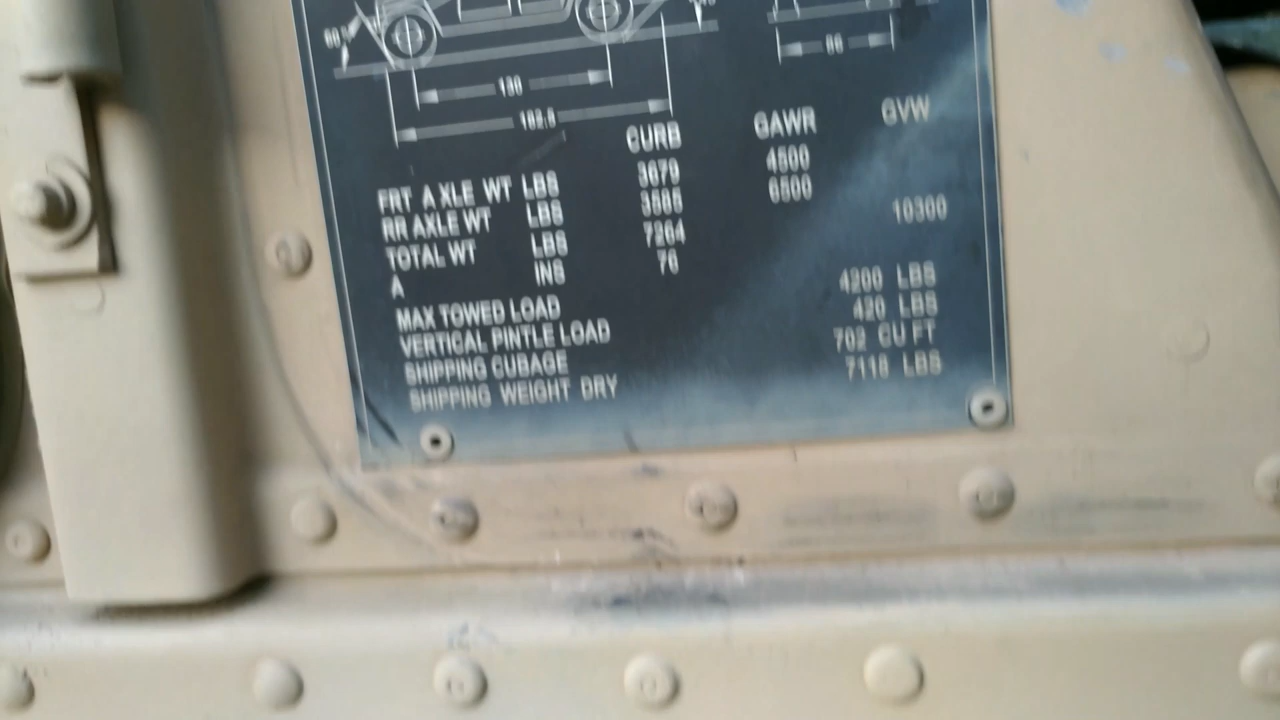 86
130
192.5
CURB GAWR GVW
FRT AXLE WT LBS 3679 4500
RR AXLE WT LBS 3585 6500
TOTAL WT LBS 7264 10300
A INS 76
MAX TOWED LOAD 4200 LBS
VERTICAL PINTLE LOAD 420 LBS
SHIPPING CUBAGE 702 CU FT
SHIPPING WEIGHT DRY 7118 LBS